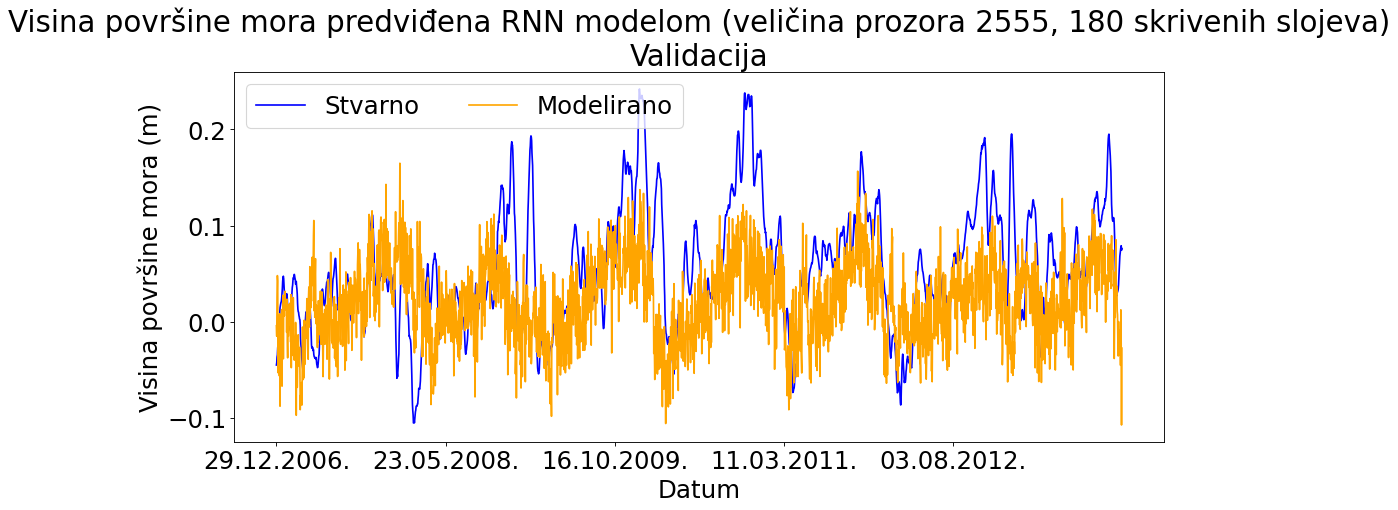 Visina površine mora predviđena RNN modelom (veličina prozora 2555, 180 skrivenih slojeva)
Validacija
Stvarno
Modelirano
Visina površine mora (m)
0.2
0.1
0.0
−0.1
29.12.2006.
23.05.2008.
16.10.2009.
11.03.2011.
03.08.2012.
Datum